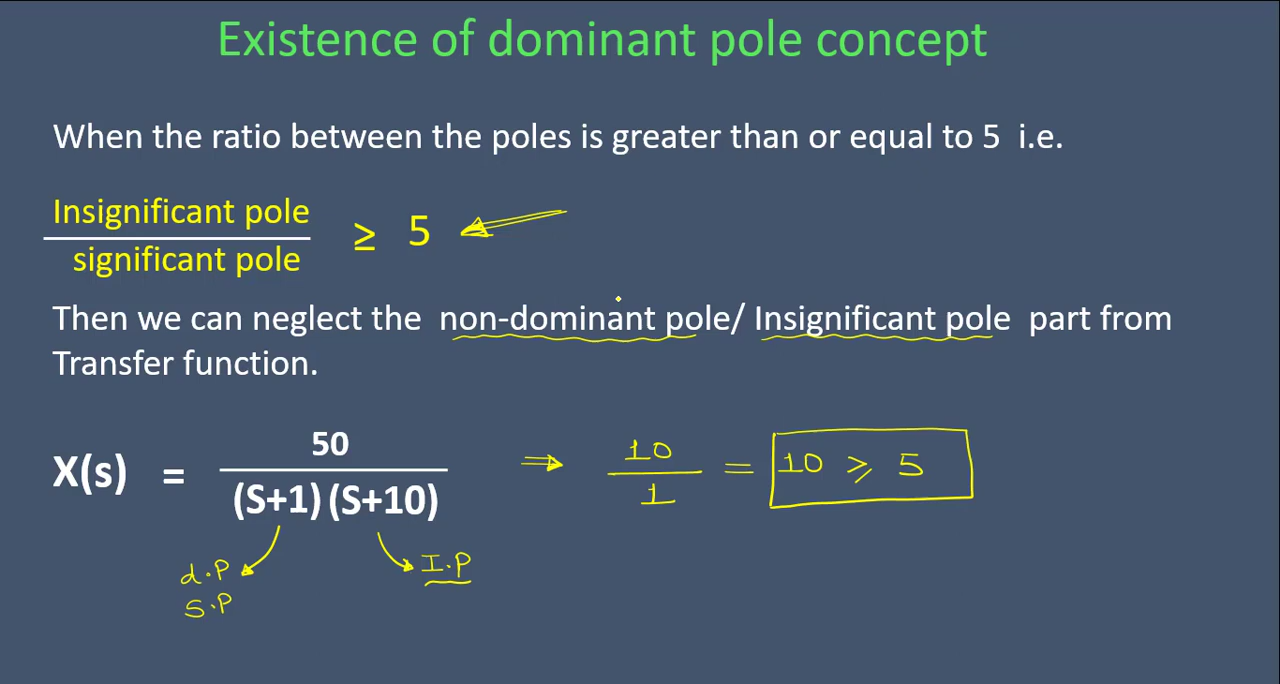 Existence of dominant pole concept
When the ratio between the poles is greater than or equal to 5 i.e.
Insignificant pole
significant pole
≥ 5
Then we can neglect the non-dominant pole/ Insignificant pole part from
Transfer function.
X(s) = 50
(S+1) (S+10)
⇒ 10
1
= 10 ≥ 5
d.P
S.P
I.P